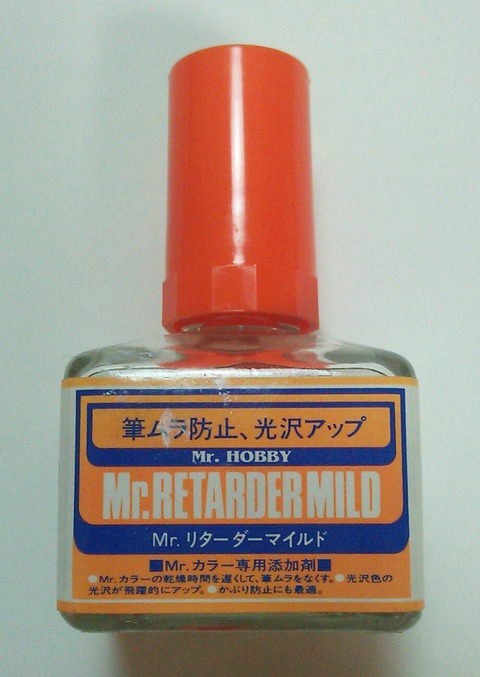 筆ムラ防止、光沢アップ
Mr. HOBBY
Mr.RETARDER MILD
Mr. リターダーマイルド
■Mr.カラー専用添加剤■
●Mr.カラーの乾燥時間を遅くして、筆ムラをなくす。●光沢色の
光沢が飛躍的にアップ。●かぶり防止にも最適。